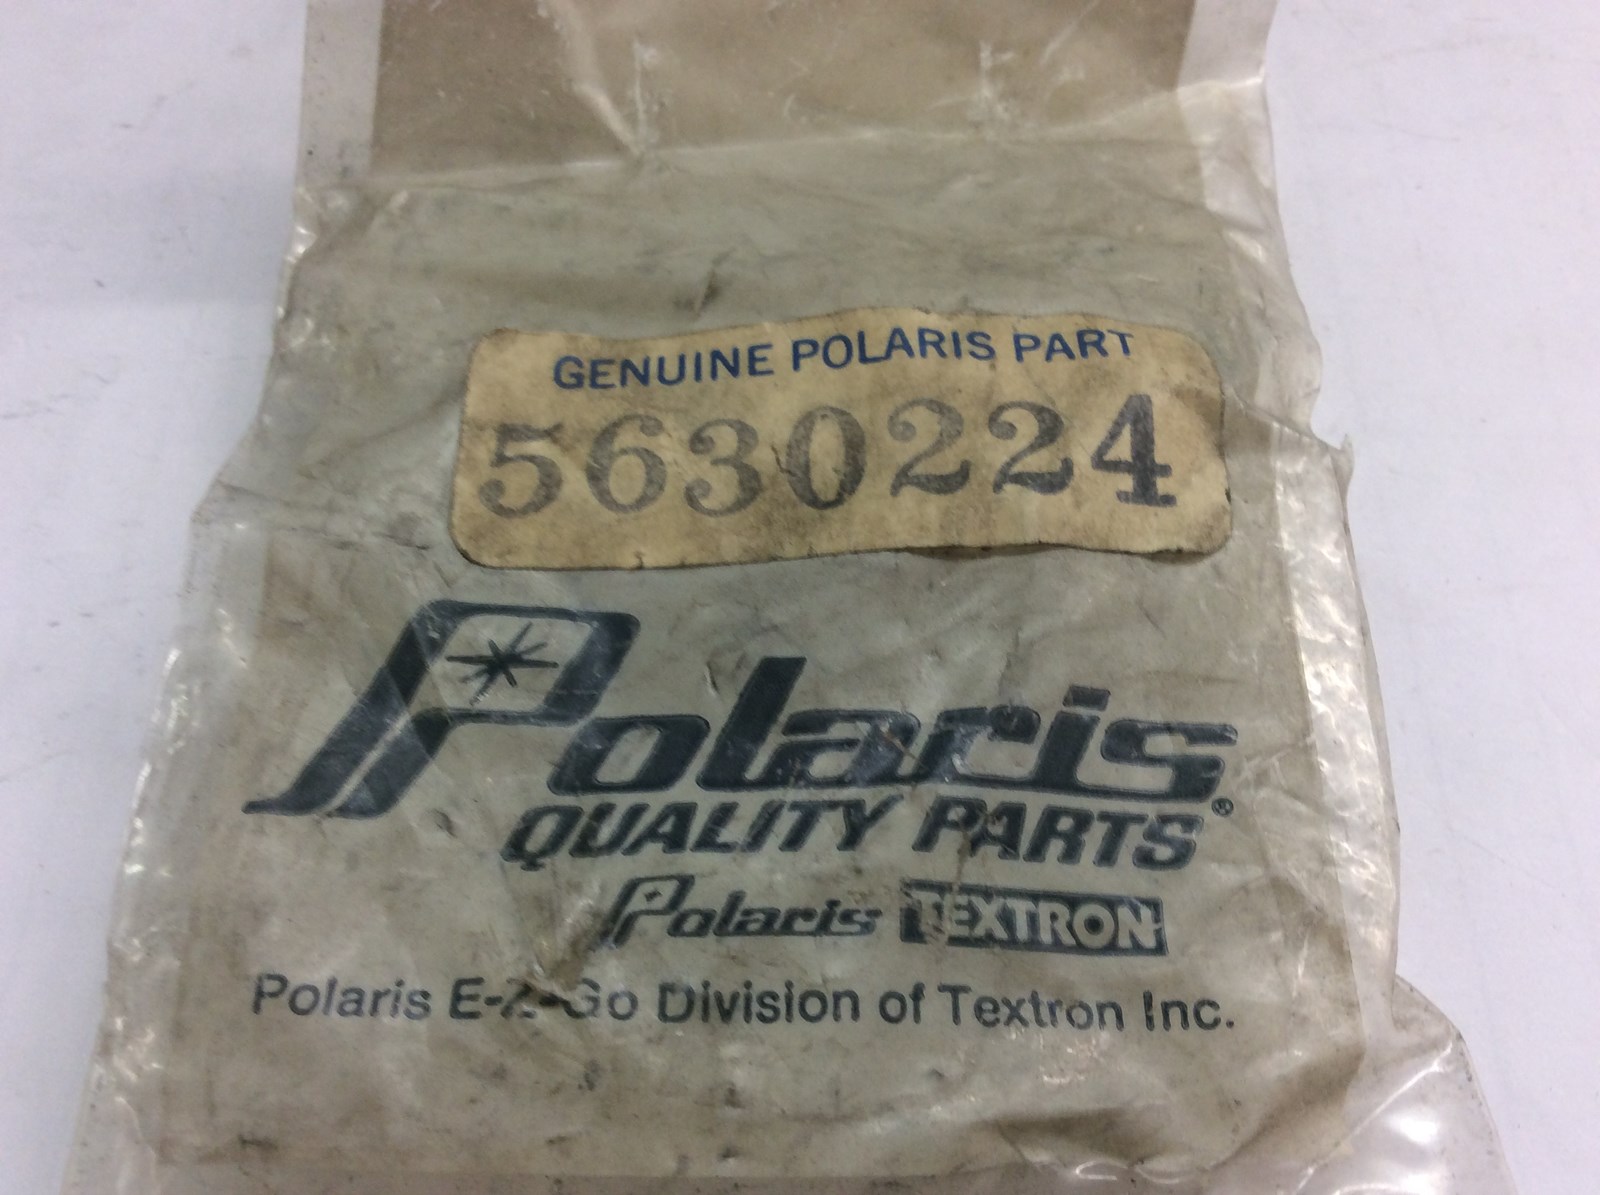 GENUINE POLARIS PART
5630224
Polaris®
QUALITY PARTS
Polaris TEXTRON
Polaris E-Z-Go Division of Textron Inc.